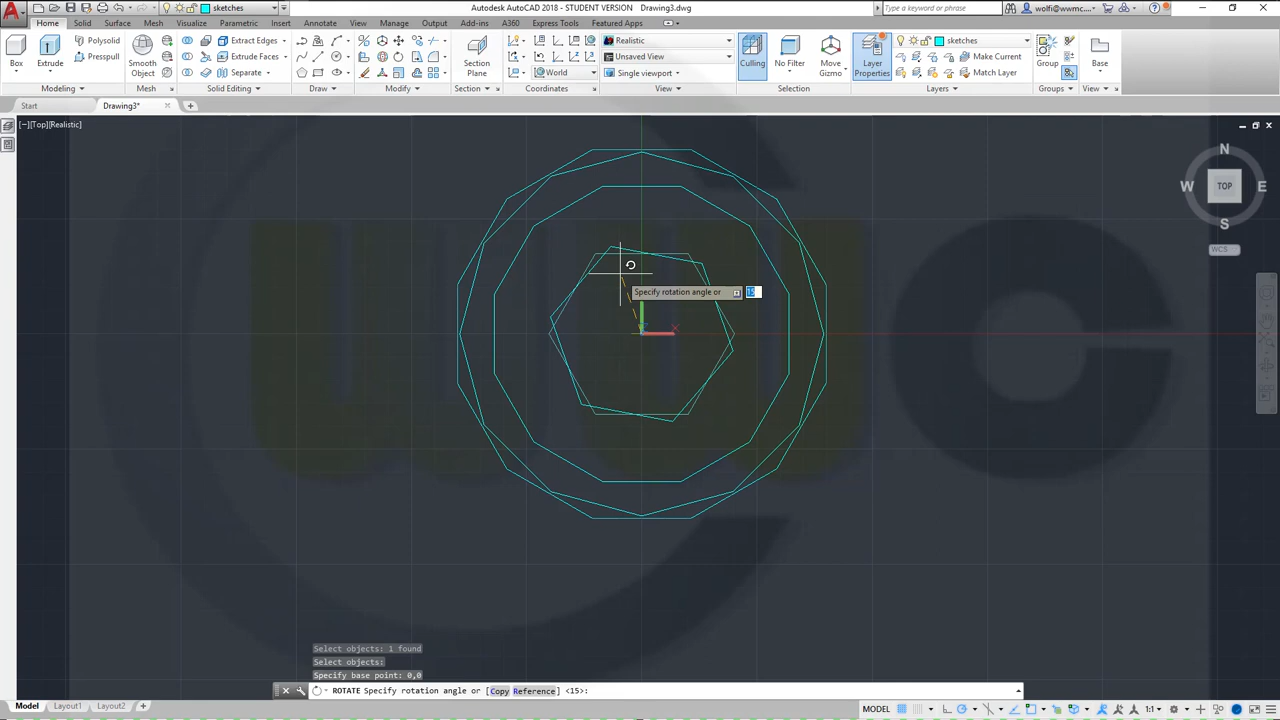 Autodesk AutoCAD 2018 - STUDENT VERSION Drawing3.dwg
sketches
Type a keyword or phrase
wolfi@wwmc...
Home Solid Surface Mesh Visualize Parametric Insert Annotate View Manage Output Add-ins A360 Express Tools Featured Apps
Box Extrude Polysolid Presspull Smooth Object Extract Edges Extrude Faces Separate Section Plane World Realistic Unsaved View Single viewport Culling No Filter Move Gizmo Layer Properties sketches Make Current Match Layer Group Base
Modeling Mesh Solid Editing Draw Modify Section Coordinates View Selection Layers Groups View
Start Drawing3*
[−][Top][Realistic]
N
W TOP E
S
WCS
Specify rotation angle or 15
Select objects: 1 found
Select objects:
Specify base point: 0,0
ROTATE Specify rotation angle or [Copy Reference] <15>:
Model Layout1 Layout2 +
MODEL 1:1